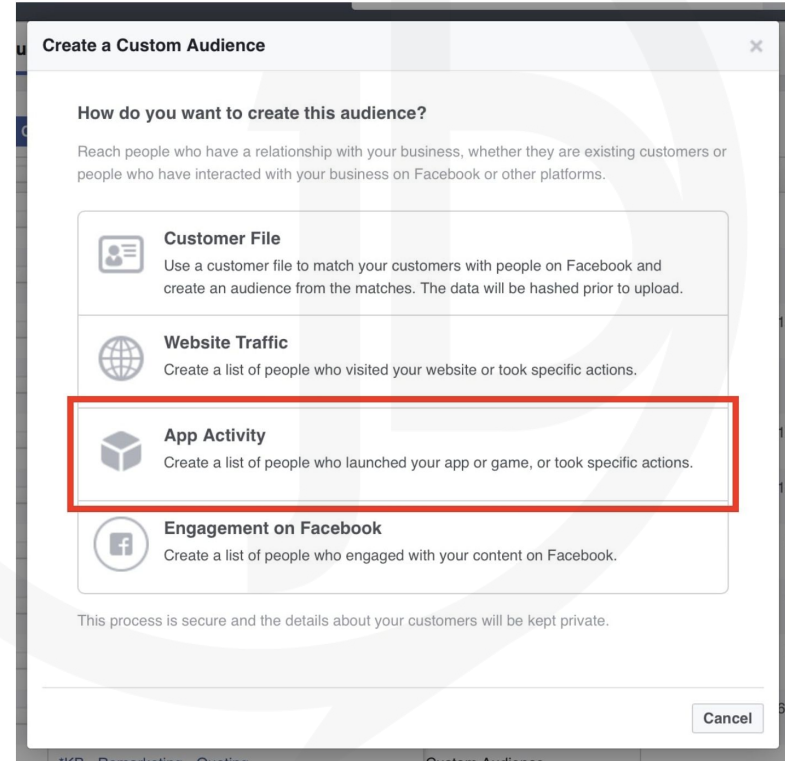 Create a Custom Audience
How do you want to create this audience?
Reach people who have a relationship with your business, whether they are existing customers or
people who have interacted with your business on Facebook or other platforms.
Customer File
Use a customer file to match your customers with people on Facebook and
create an audience from the matches. The data will be hashed prior to upload.
Website Traffic
Create a list of people who visited your website or took specific actions.
App Activity
Create a list of people who launched your app or game, or took specific actions.
Engagement on Facebook
Create a list of people who engaged with your content on Facebook.
This process is secure and the details about your customers will be kept private.
Cancel